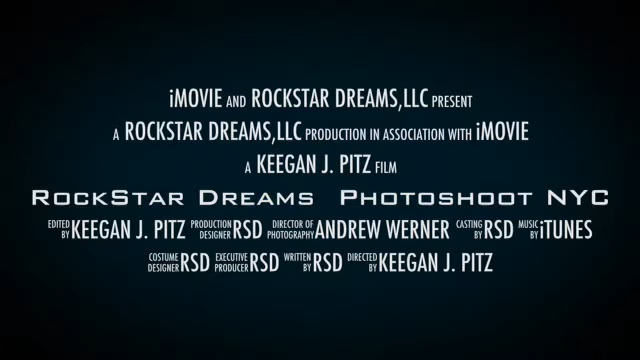 iMOVIE AND ROCKSTAR DREAMS,LLC PRESENT
A ROCKSTAR DREAMS,LLC PRODUCTION IN ASSOCIATION WITH iMOVIE
A KEEGAN J. PITZ FILM
ROCKSTAR DREAMS PHOTOSHOOT NYC
EDITED BY KEEGAN J. PITZ PRODUCTION DESIGNER RSD DIRECTOR OF PHOTOGRAPHY ANDREW WERNER CASTING BY RSD MUSIC BY iTUNES
COSTUME DESIGNER RSD EXECUTIVE PRODUCER RSD WRITTEN BY RSD DIRECTED BY KEEGAN J. PITZ